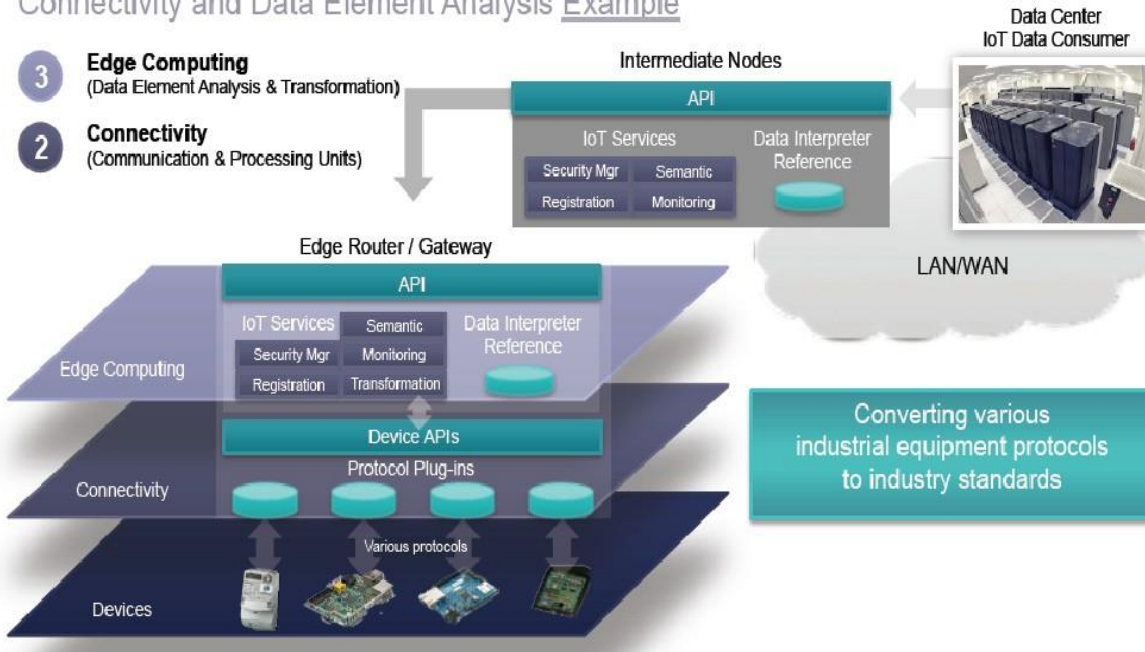 Connectivity and Data Element Analysis Example
Data Center
IoT Data Consumer
3
Edge Computing
(Data Element Analysis & Transformation)
2
Connectivity
(Communication & Processing Units)
Intermediate Nodes
API
IoT Services
Data Interpreter
Reference
Security Mgr
Semantic
Registration
Monitoring
LAN/WAN
Edge Router / Gateway
API
IoT Services
Semantic
Data Interpreter
Reference
Security Mgr
Monitoring
Registration
Transformation
Edge Computing
Device APIs
Protocol Plug-ins
Connectivity
Various protocols
Devices
Converting various
industrial equipment protocols
to industry standards